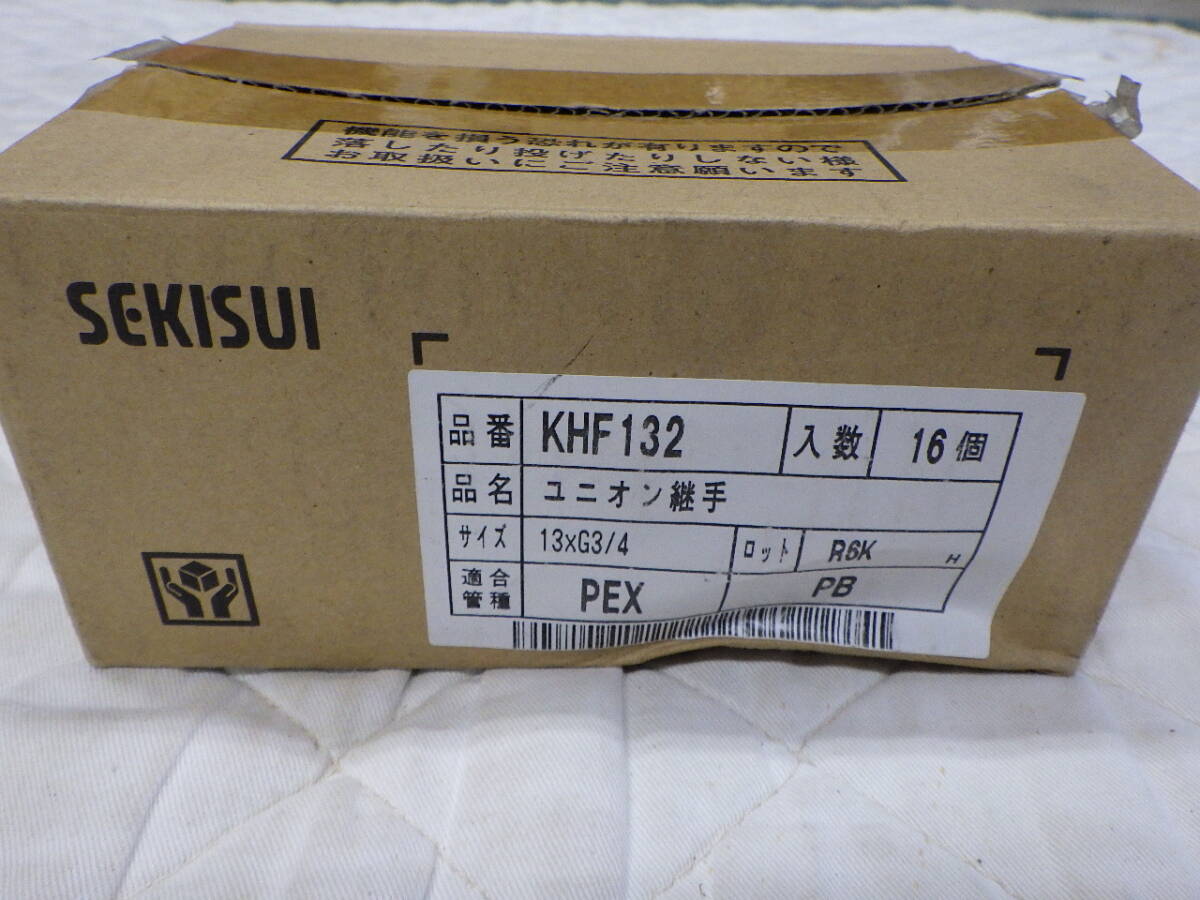 機能を損う恐れが有りますので
落したり投げたりしない様
お取扱いにご注意願います
SEKISUI
品番 KHF132 入数 16個
品名 ユニオン継手
サイズ 13xG3/4 ロット R6K H
適合管種 PEX PB